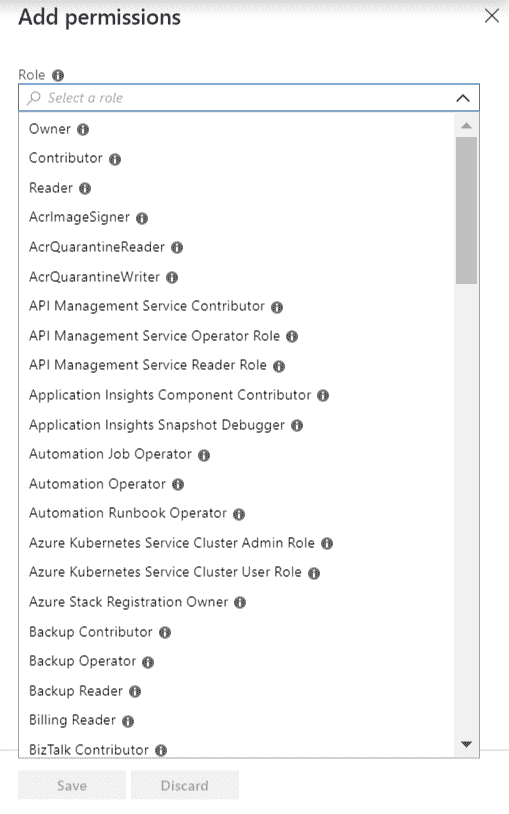 Add permissions
Role
Select a role
Owner
Contributor
Reader
AcrImageSigner
AcrQuarantineReader
AcrQuarantineWriter
API Management Service Contributor
API Management Service Operator Role
API Management Service Reader Role
Application Insights Component Contributor
Application Insights Snapshot Debugger
Automation Job Operator
Automation Operator
Automation Runbook Operator
Azure Kubernetes Service Cluster Admin Role
Azure Kubernetes Service Cluster User Role
Azure Stack Registration Owner
Backup Contributor
Backup Operator
Backup Reader
Billing Reader
BizTalk Contributor
Save Discard